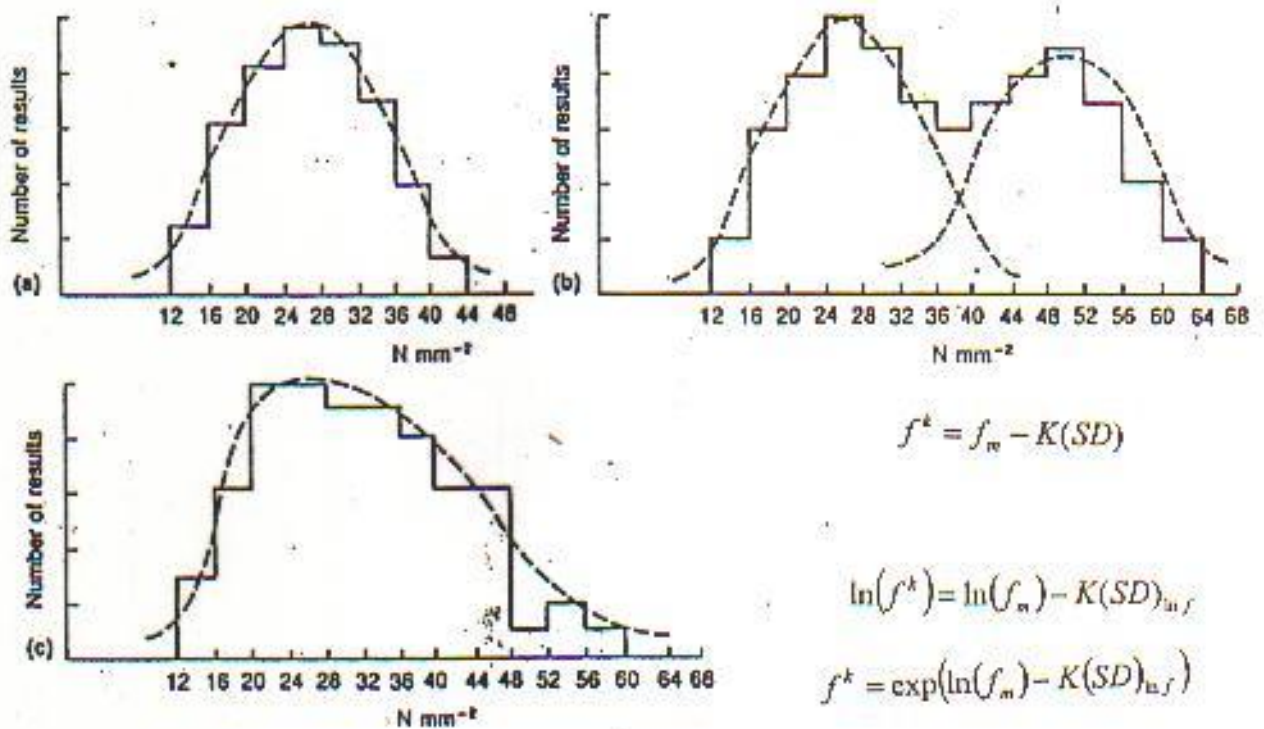 Number of results
(a)
12 16 20 24 28 32 36 40 44 48
N mm⁻²
Number of results
(b)
12 16 20 24 28 32 36 40 44 48 52 56 60 64 68
N mm⁻²
Number of results
(c)
12 16 20 24 28 32 36 40 44 48 52 56 60 64 68
N mm⁻²
f^k = f_m − K(SD)
ln(f^k) = ln(f_m) − K(SD)_{ln f}
f^k = exp(ln(f_m) − K(SD)_{ln f})